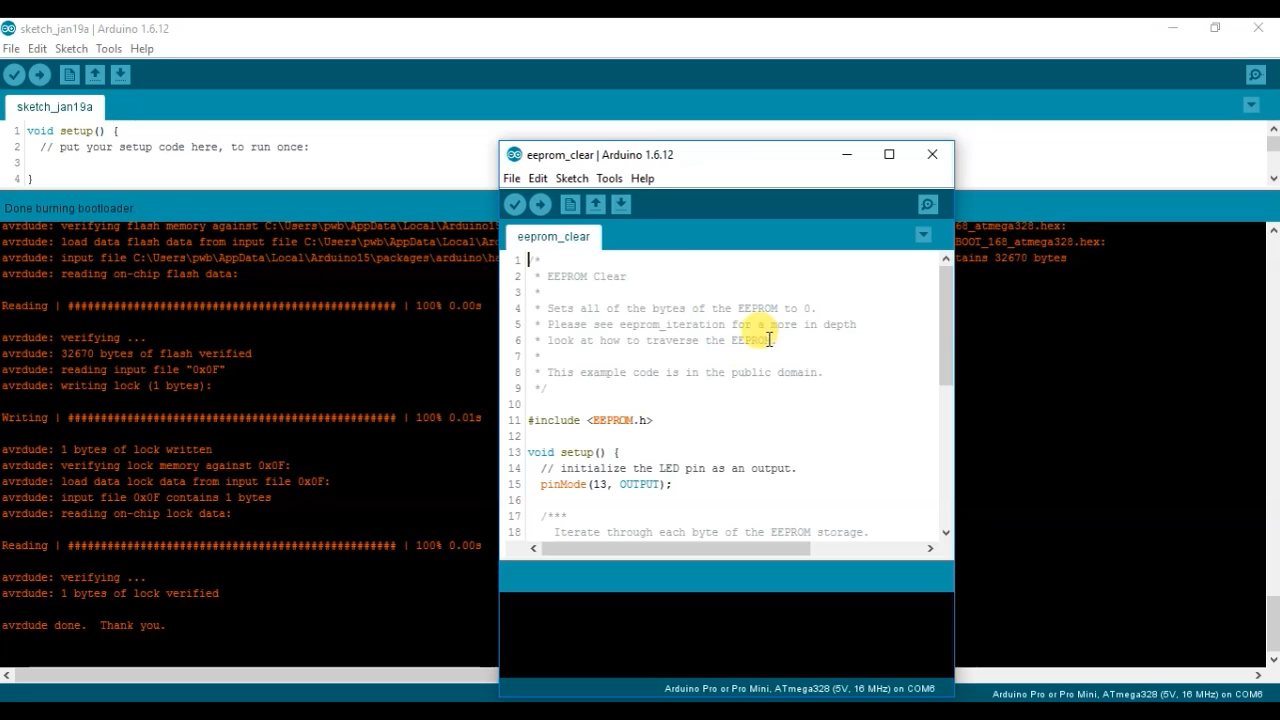 sketch_jan19a | Arduino 1.6.12
File Edit Sketch Tools Help
sketch_jan19a
1 void setup() {
2 // put your setup code here, to run once:
3
4 }
Done burning bootloader.
avrdude: verifying flash memory against C:\Users\pwb\AppData\Local\Arduino1
68_atmega328.hex:
avrdude: load data flash data from input file C:\Users\pwb\AppData\Local\Ar
BOOT_168_atmega328.hex:
avrdude: input file C:\Users\pwb\AppData\Local\Arduino15\packages\arduino\h
tains 32670 bytes
avrdude: reading on-chip flash data:
Reading | ################################################## | 100% 0.00s
avrdude: verifying ...
avrdude: 32670 bytes of flash verified
avrdude: reading input file "0x0F"
avrdude: writing lock (1 bytes):
Writing | ################################################## | 100% 0.01s
avrdude: 1 bytes of lock written
avrdude: verifying lock memory against 0x0F:
avrdude: load data lock data from input file 0x0F:
avrdude: input file 0x0F contains 1 bytes
avrdude: reading on-chip lock data:
Reading | ################################################## | 100% 0.00s
avrdude: verifying ...
avrdude: 1 bytes of lock verified
avrdude done. Thank you.
Arduino Pro or Pro Mini, ATmega328 (5V, 16 MHz) on COM6
eeprom_clear | Arduino 1.6.12
File Edit Sketch Tools Help
eeprom_clear
1 /*
2 * EEPROM Clear
3 *
4 * Sets all of the bytes of the EEPROM to 0.
5 * Please see eeprom_iteration for a more in depth
6 * look at how to traverse the EEPROM.
7 *
8 * This example code is in the public domain.
9 */
10
11 #include <EEPROM.h>
12
13 void setup() {
14 // initialize the LED pin as an output.
15 pinMode(13, OUTPUT);
16
17 /***
18 Iterate through each byte of the EEPROM storage.
Arduino Pro or Pro Mini, ATmega328 (5V, 16 MHz) on COM6